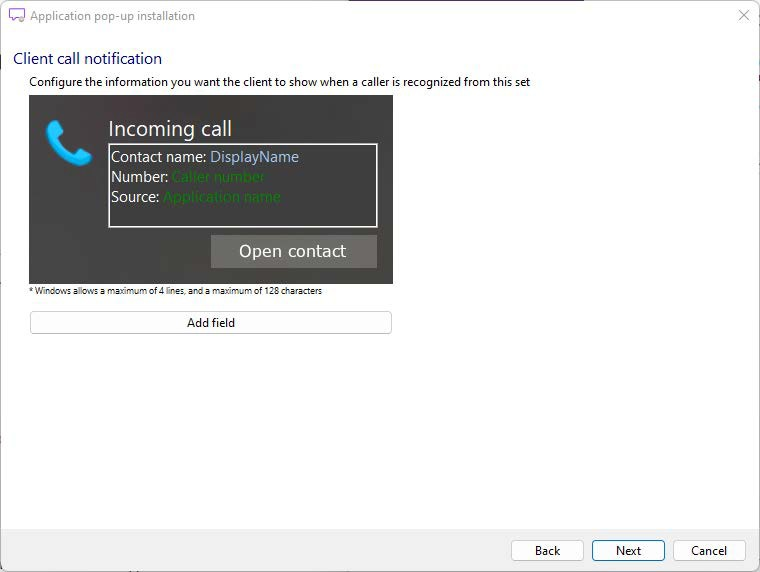 Application pop-up installation
Client call notification
Configure the information you want the client to show when a caller is recognized from this set
Incoming call
Contact name: DisplayName
Number: Caller number
Source: Application name
Open contact
* Windows allows a maximum of 4 lines, and a maximum of 128 characters
Add field
Back Next Cancel